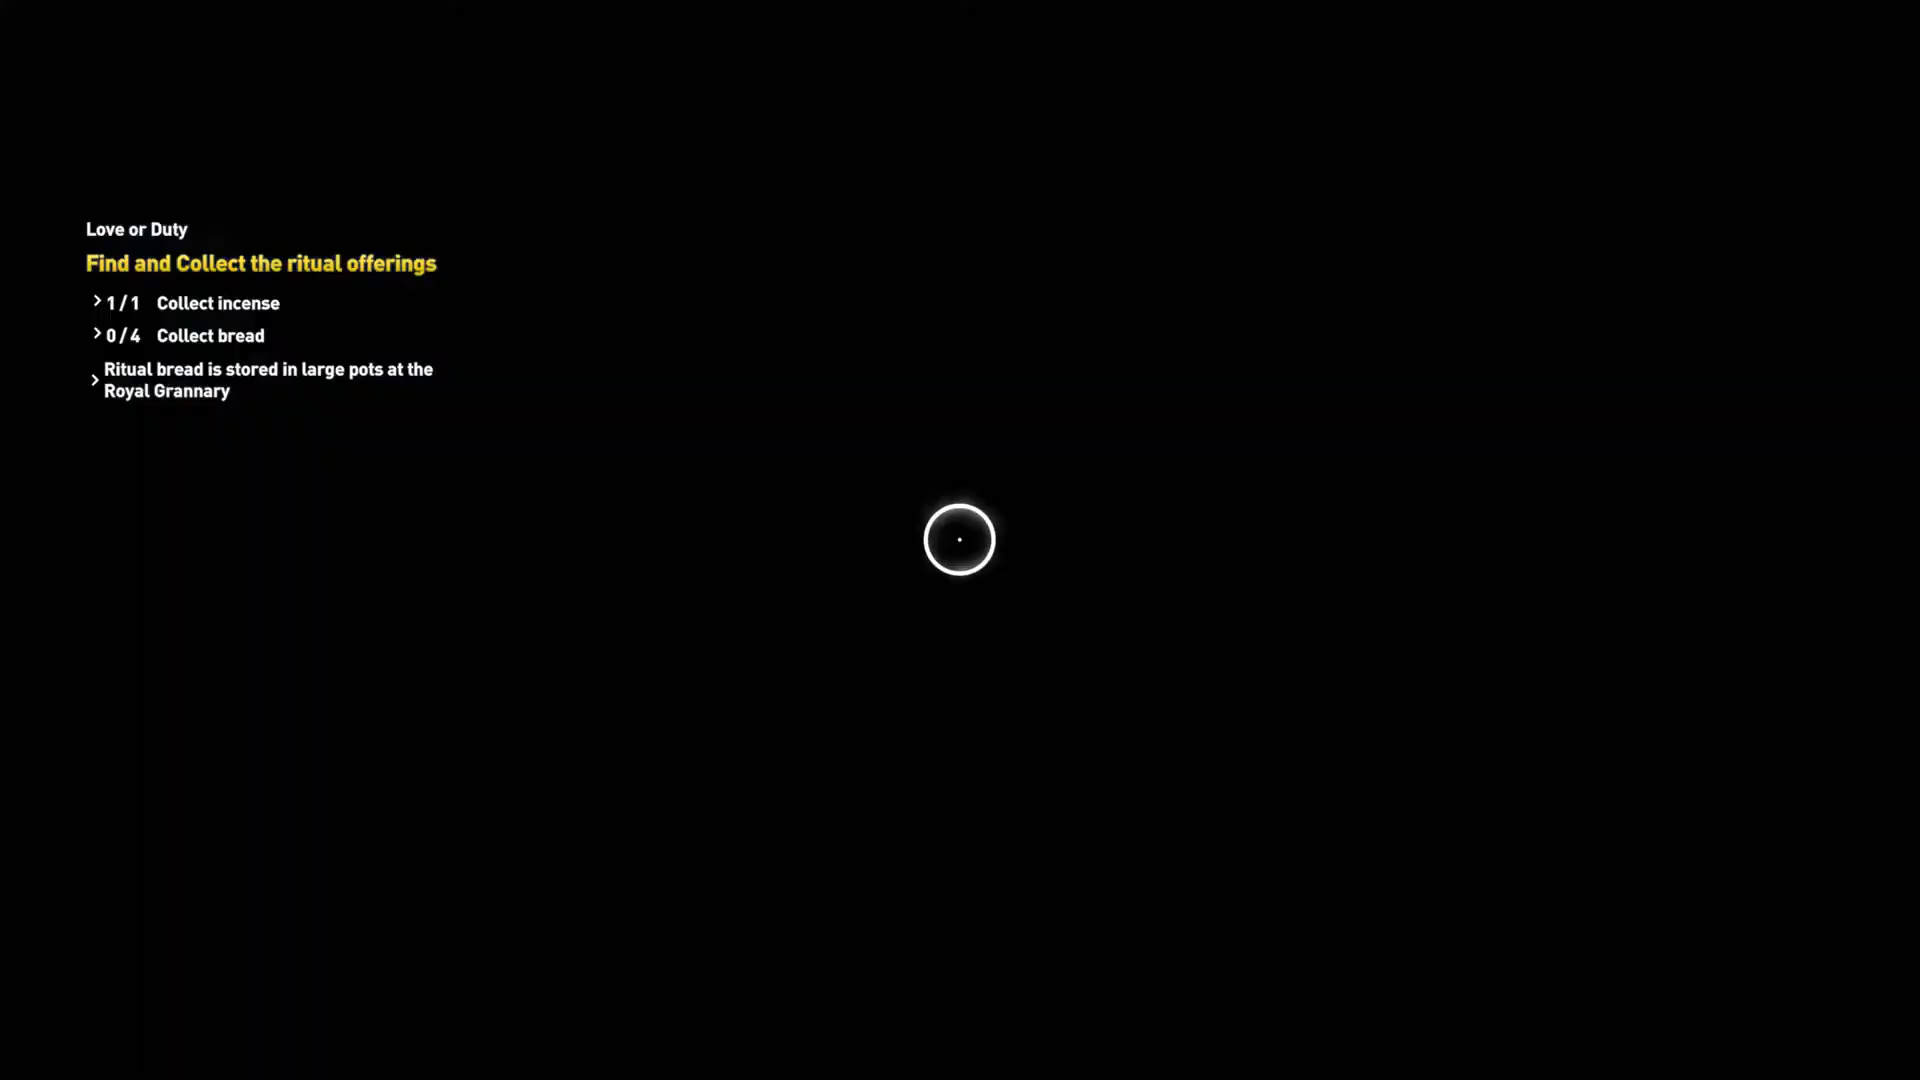 Love or Duty
Find and Collect the ritual offerings
1/1 Collect incense
0/4 Collect bread
Ritual bread is stored in large pots at the
Royal Grannary